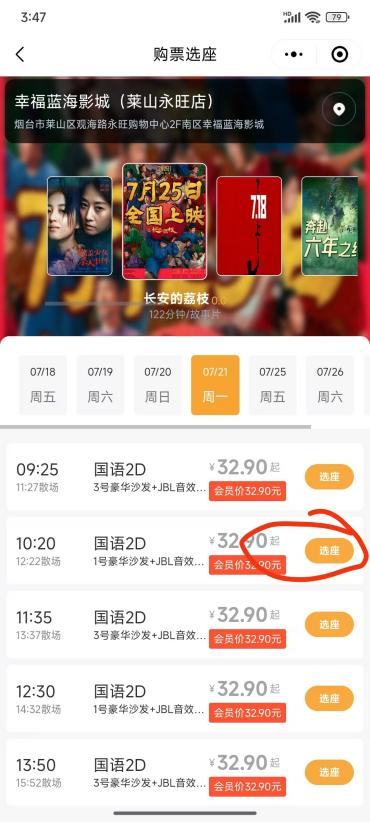 3:47
HD
79
购票选座
幸福蓝海影城（莱山永旺店）
烟台市莱山区观海路永旺购物中心2F南区幸福蓝海影城
7月25日
全国上映
7.18
奔赴
长安的荔枝 0.0
122分钟/故事片
07/18 07/19 07/20 07/21 07/25 07/26
周五 周六 周日 周一 周五 周六
09:25 国语2D ¥32.90起 选座
11:27散场 3号豪华沙发+JBL音效... 会员价32.90元
10:20 国语2D ¥32.90起 选座
12:22散场 1号豪华沙发+JBL音效... 会员价32.90元
11:35 国语2D ¥32.90起 选座
13:37散场 3号豪华沙发+JBL音效... 会员价32.90元
12:30 国语2D ¥32.90起 选座
14:32散场 1号豪华沙发+JBL音效... 会员价32.90元
13:50 国语2D ¥32.90起 选座
15:52散场 3号豪华沙发+JBL音效... 会员价32.90元